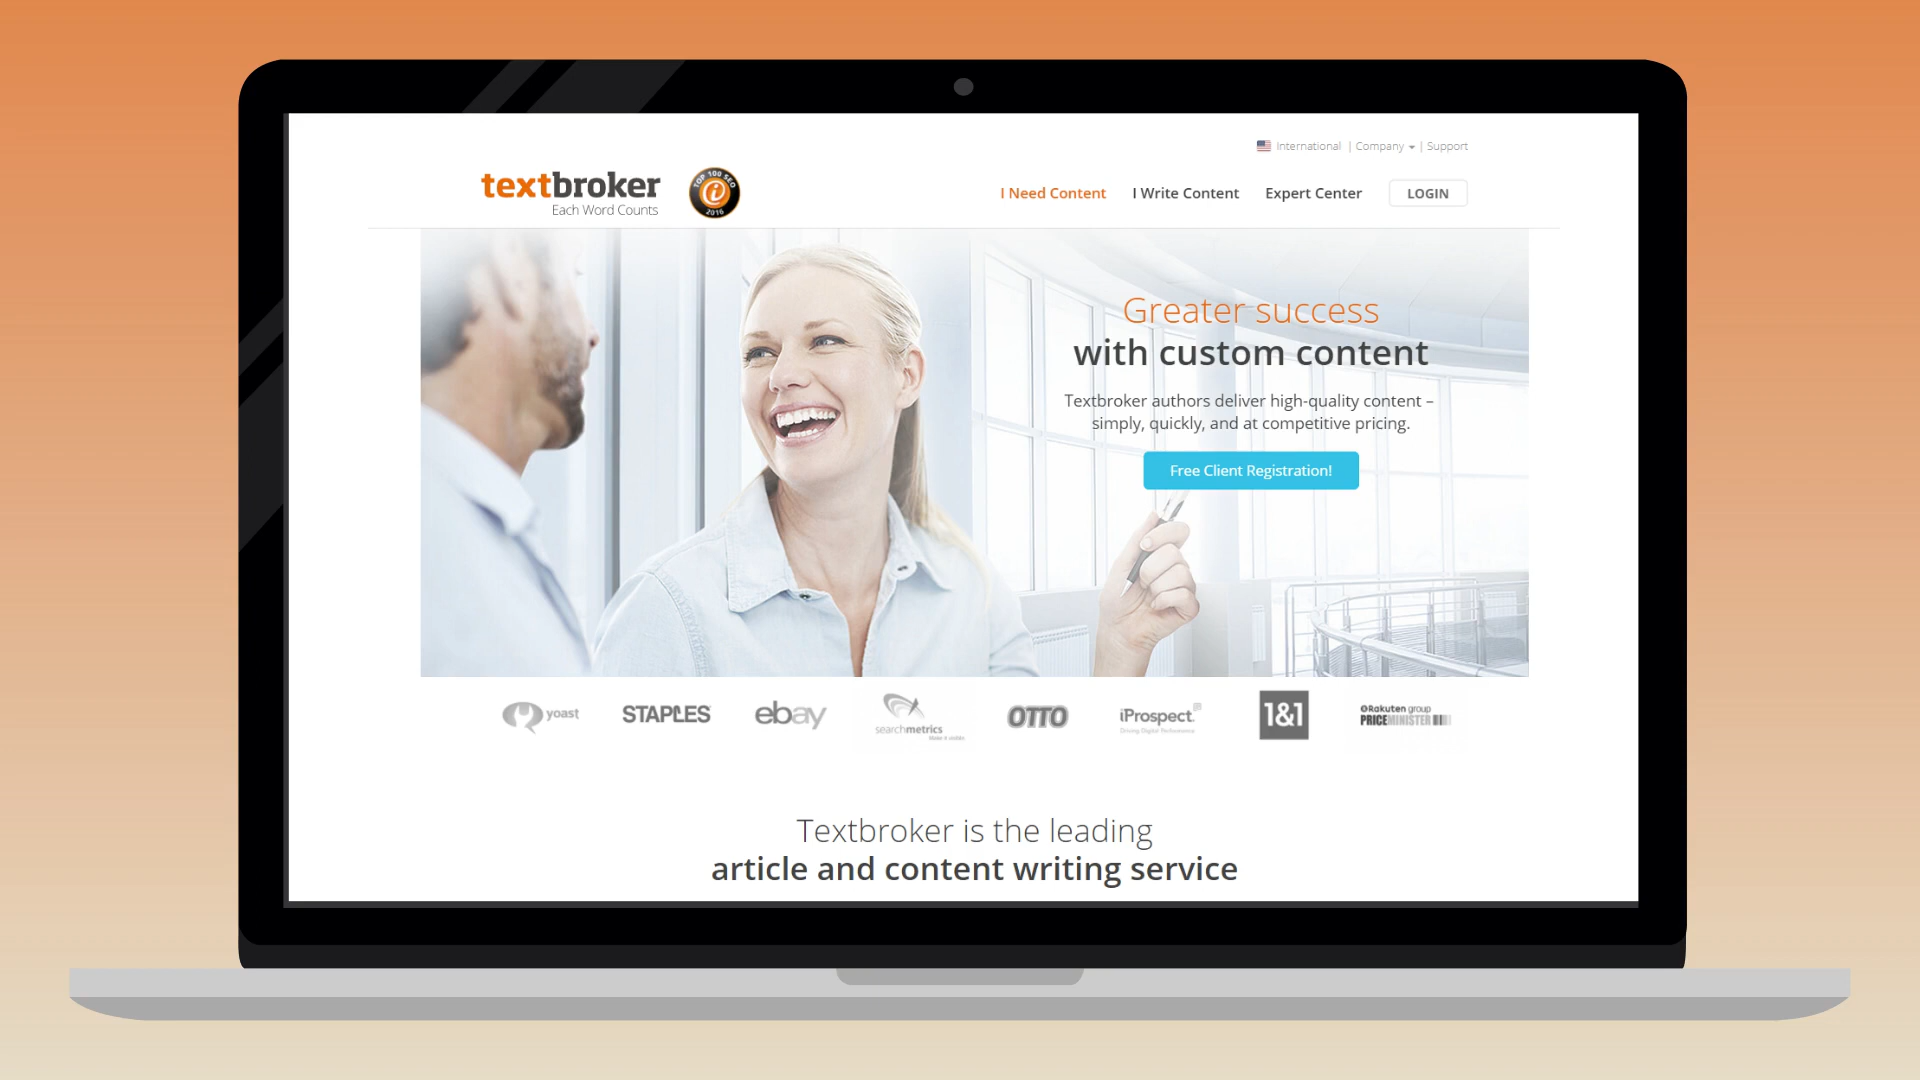 International | Company | Support
textbroker
Each Word Counts
TOP 100 SEO
i
2016
I Need Content
I Write Content
Expert Center
LOGIN
Greater success
with custom content
Textbroker authors deliver high-quality content –
simply, quickly, and at competitive pricing.
Free Client Registration!
yoast
STAPLES
ebay
searchmetrics
OTTO
iProspect.
Driving Digital Performance
1&1
Rakuten group
PRICEMINISTER
Textbroker is the leading
article and content writing service